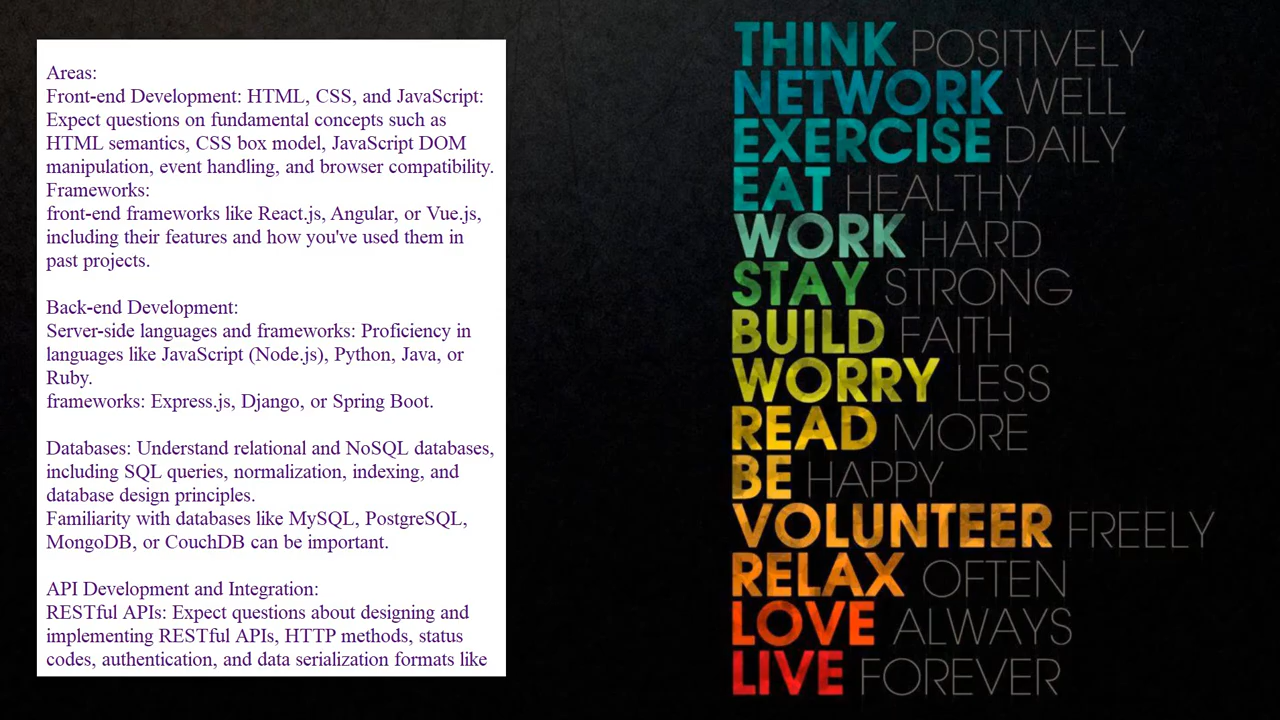 Areas:
Front-end Development: HTML, CSS, and JavaScript:
Expect questions on fundamental concepts such as
HTML semantics, CSS box model, JavaScript DOM
manipulation, event handling, and browser compatibility.
Frameworks:
front-end frameworks like React.js, Angular, or Vue.js,
including their features and how you've used them in
past projects.
Back-end Development:
Server-side languages and frameworks: Proficiency in
languages like JavaScript (Node.js), Python, Java, or
Ruby.
frameworks: Express.js, Django, or Spring Boot.
Databases: Understand relational and NoSQL databases,
including SQL queries, normalization, indexing, and
database design principles.
Familiarity with databases like MySQL, PostgreSQL,
MongoDB, or CouchDB can be important.
API Development and Integration:
RESTful APIs: Expect questions about designing and
implementing RESTful APIs, HTTP methods, status
codes, authentication, and data serialization formats like
THINK POSITIVELY
NETWORK WELL
EXERCISE DAILY
EAT HEALTHY
WORK HARD
STAY STRONG
BUILD FAITH
WORRY LESS
READ MORE
BE HAPPY
VOLUNTEER FREELY
RELAX OFTEN
LOVE ALWAYS
LIVE FOREVER